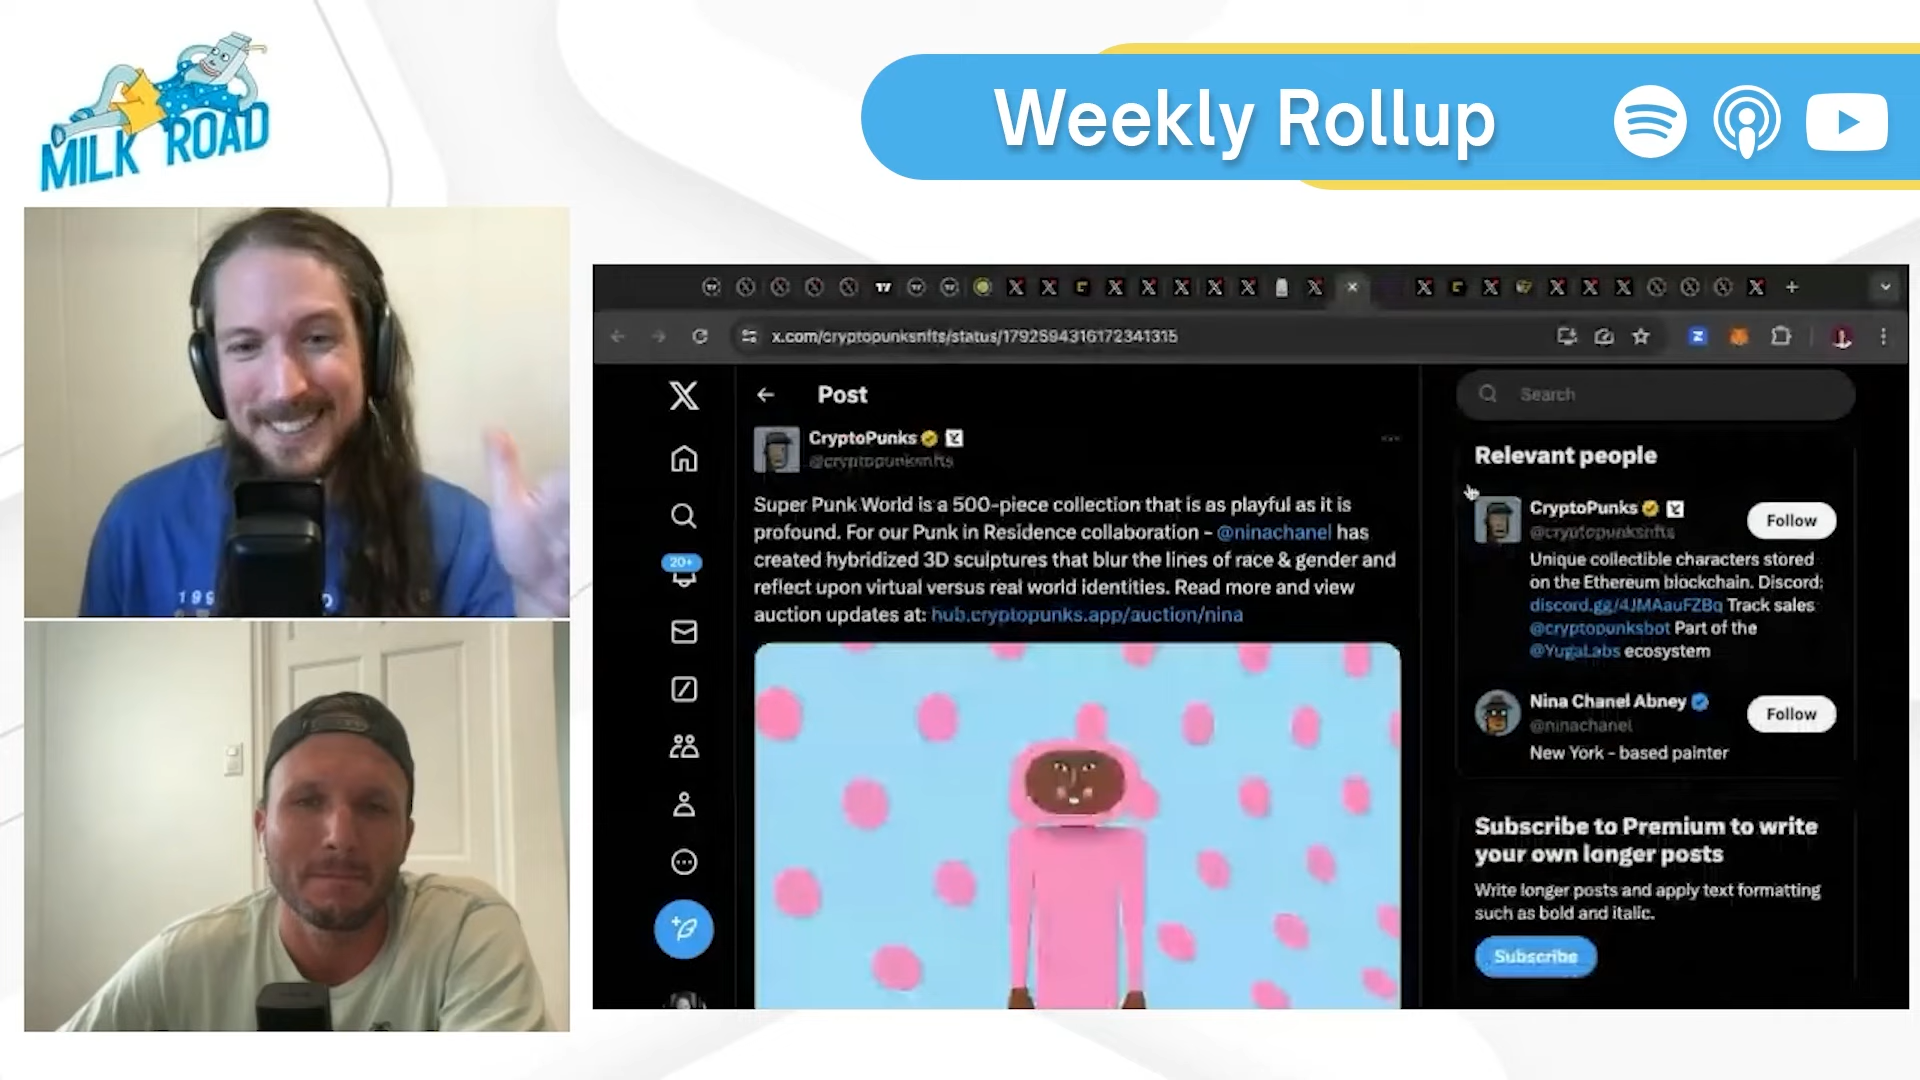 MILK ROAD
Weekly Rollup
x.com/cryptopunksnfts/status/1792594316172341315
Post
CryptoPunks
@cryptopunksnfts
Super Punk World is a 500-piece collection that is as playful as it is
profound. For our Punk in Residence collaboration - @ninachanel has
created hybridized 3D sculptures that blur the lines of race & gender and
reflect upon virtual versus real world identities. Read more and view
auction updates at: hub.cryptopunks.app/auction/nina
20+
Search
Relevant people
CryptoPunks
@cryptopunksnfts
Follow
Unique collectible characters stored
on the Ethereum blockchain. Discord:
discord.gg/4JMAauFZBq Track sales
@cryptopunksbot Part of the
@YugaLabs ecosystem
Nina Chanel Abney
@ninachanel
Follow
New York - based painter
Subscribe to Premium to write
your own longer posts
Write longer posts and apply text formatting
such as bold and italic.
Subscribe